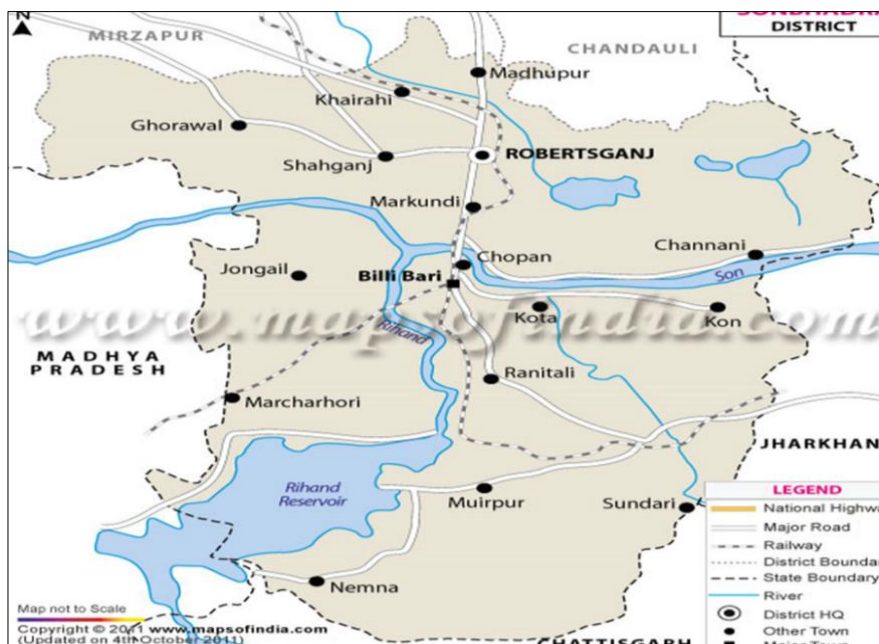 SONBHADRA
DISTRICT
N
MIRZAPUR
CHANDAULI
Madhupur
Khairahi
Ghorawal
Shahganj
ROBERTSGANJ
Markundi
Chopan
Channani
Jongail
Billi Bari
Son
www.mapsofindia.com
Kota
Kon
Rihand
MADHYA
PRADESH
Ranitali
Marcharhori
JHARKHAN
Rihand
Reservoir
Muirpur
Sundari
Nemna
LEGEND
National Highwa
Major Road
Railway
District Boundar
State Boundary
River
District HQ
Other Town
Major Town
Map not to Scale
Copyright © 2011 www.mapsofindia.com
(Updated on 4th October 2011)
CHATTISGARH